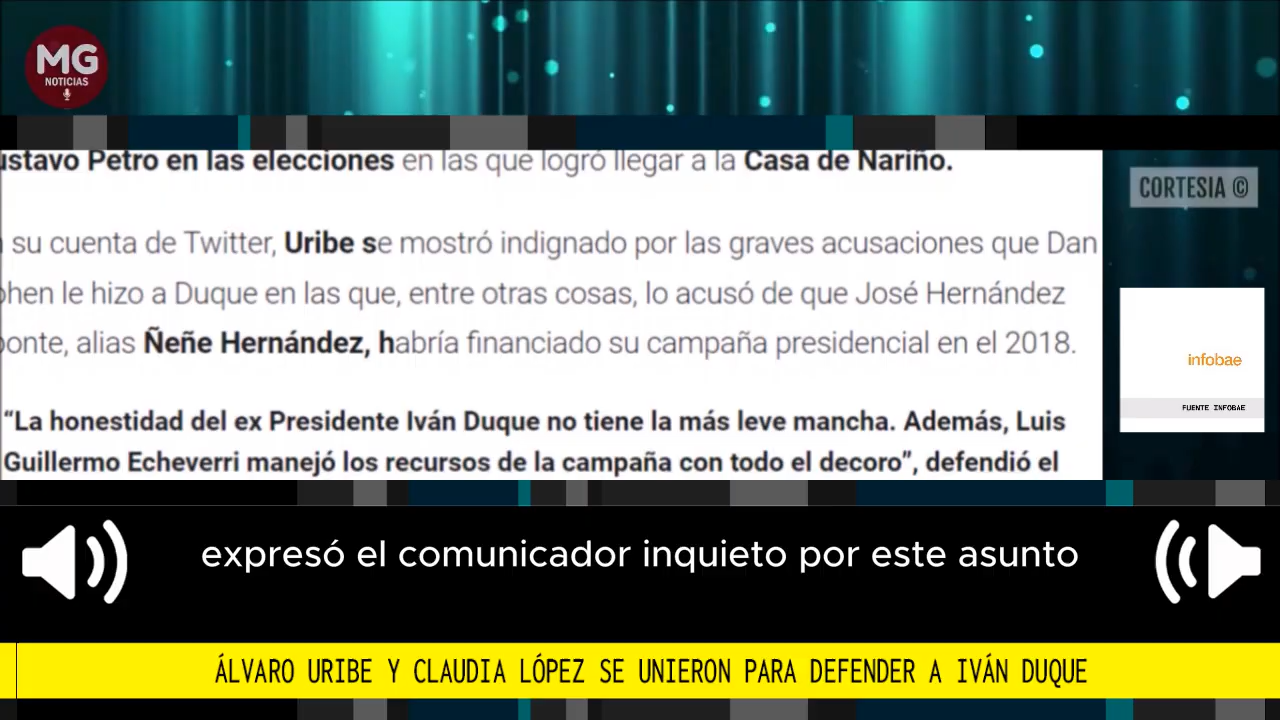 MG
NOTICIAS
ustavo Petro en las elecciones en las que logró llegar a la Casa de Nariño.
CORTESIA ©
su cuenta de Twitter, Uribe se mostró indignado por las graves acusaciones que Dan
ohen le hizo a Duque en las que, entre otras cosas, lo acusó de que José Hernández
ponte, alias Ñeñe Hernández, habría financiado su campaña presidencial en el 2018.
infobae
FUENTE INFOBAE
“La honestidad del ex Presidente Iván Duque no tiene la más leve mancha. Además, Luis
Guillermo Echeverri manejó los recursos de la campaña con todo el decoro”, defendió el
expresó el comunicador inquieto por este asunto
ÁLVARO URIBE Y CLAUDIA LÓPEZ SE UNIERON PARA DEFENDER A IVÁN DUQUE